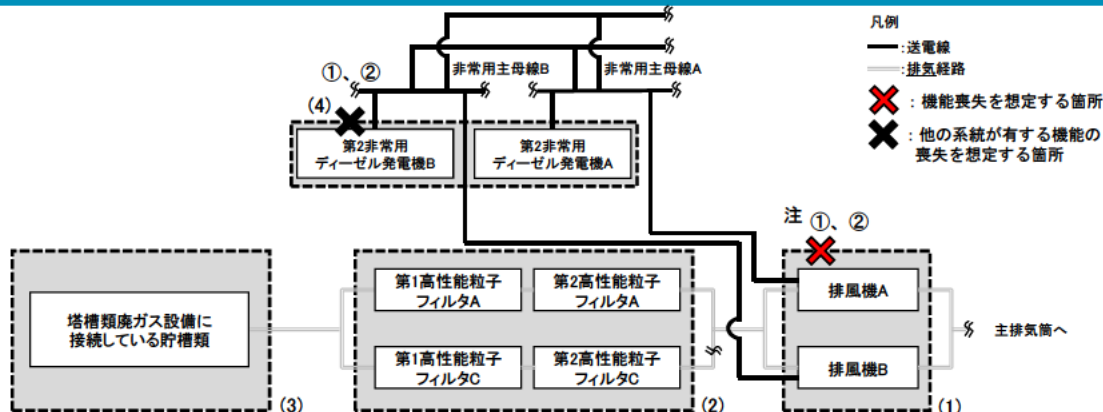 凡例
：送電線
：排気経路
：機能喪失を想定する箇所
：他の系統が有する機能の
喪失を想定する箇所
非常用主母線B
非常用主母線A
①、②
(4)
第2非常用
ディーゼル発電機B
第2非常用
ディーゼル発電機A
注 ①、②
塔槽類廃ガス設備に
接続している貯槽類
(3)
第1高性能粒子
フィルタA
第2高性能粒子
フィルタA
第1高性能粒子
フィルタC
第2高性能粒子
フィルタC
(2)
排風機A
排風機B
(1)
主排気筒へ